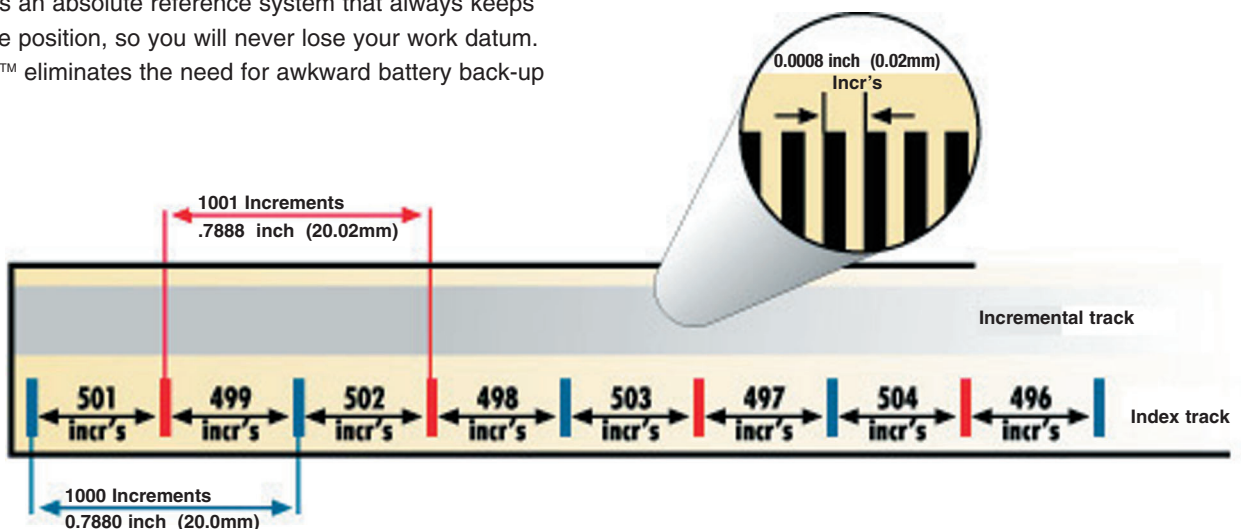 s an absolute reference system that always keeps
e position, so you will never lose your work datum.
™ eliminates the need for awkward battery back-up
0.0008 inch (0.02mm)
Incr's
1001 Increments
.7888 inch (20.02mm)
Incremental track
501 499 502 498 503 497 504 496
incr's incr's incr's incr's incr's incr's incr's incr's
Index track
1000 Increments
0.7880 inch (20.0mm)